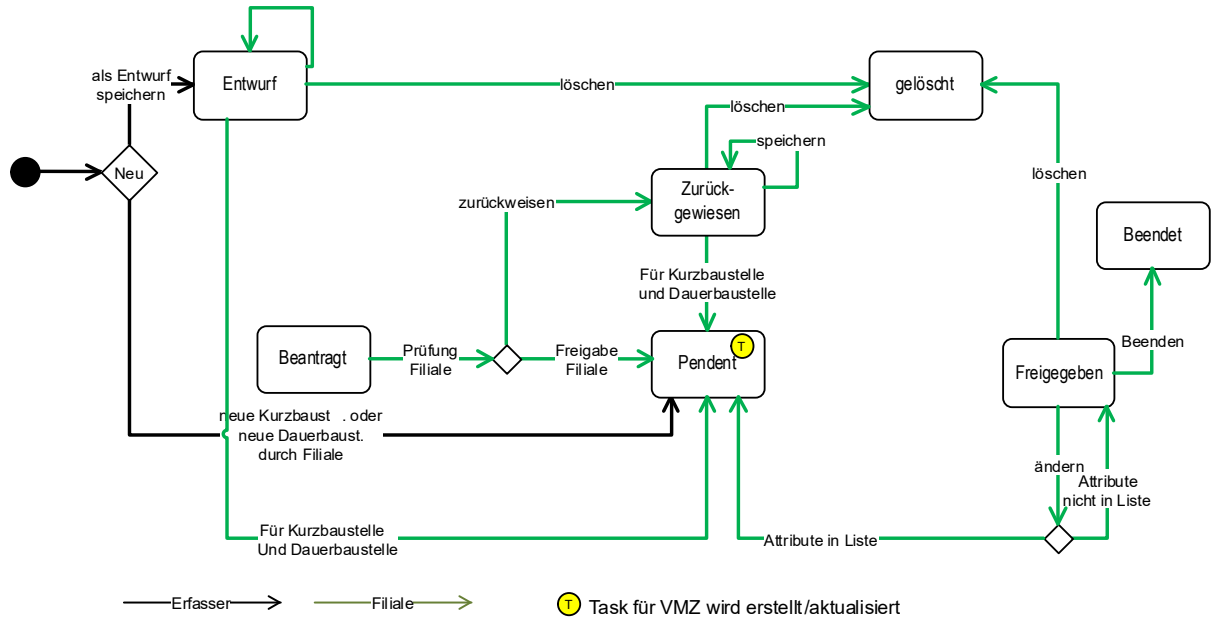 Entwurf
gelöscht
als Entwurf
speichern
löschen
löschen
speichern
Neu
Zurück-
gewiesen
löschen
zurückweisen
Beendet
Für Kurzbaustelle
und Dauerbaustelle
Beantragt
Prüfung
Filiale
Freigabe
Filiale
Pendent
T
Beenden
Freigegeben
neue Kurzbaust . oder
neue Dauerbaust.
durch Filiale
ändern
Attribute
nicht in Liste
Für Kurzbaustelle
Und Dauerbaustelle
Attribute in Liste
Erfasser
Filiale
T
Task für VMZ wird erstellt/aktualisiert